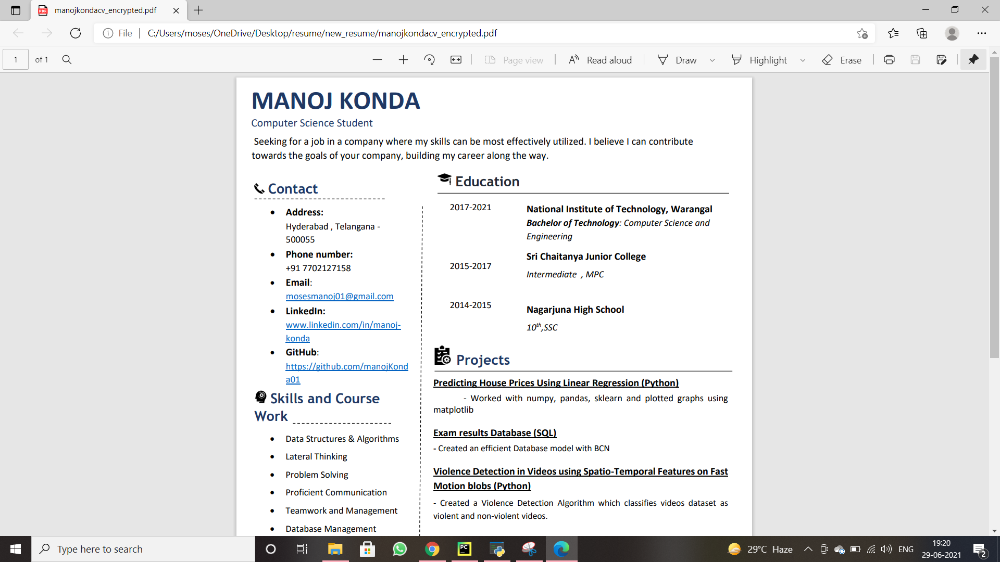 manojkondacv_encrypted.pdf
File
C:/Users/moses/OneDrive/Desktop/resume/new_resume/manojkondacv_encrypted.pdf
1 of 1
Page view
Read aloud
Draw
Highlight
Erase
MANOJ KONDA
Computer Science Student
Seeking for a job in a company where my skills can be most effectively utilized. I believe I can contribute
towards the goals of your company, building my career along the way.
Contact
• Address:
Hyderabad , Telangana -
500055
• Phone number:
+91 7702127158
• Email:
mosesmanoj01@gmail.com
• LinkedIn:
www.linkedin.com/in/manoj-
konda
• GitHub:
https://github.com/manojKond
a01
Skills and Course
Work
• Data Structures & Algorithms
• Lateral Thinking
• Problem Solving
• Proficient Communication
• Teamwork and Management
• Database Management
Education
2017-2021
National Institute of Technology, Warangal
Bachelor of Technology: Computer Science and
Engineering
Sri Chaitanya Junior College
2015-2017
Intermediate , MPC
2014-2015
Nagarjuna High School
10th,SSC
Projects
Predicting House Prices Using Linear Regression (Python)
- Worked with numpy, pandas, sklearn and plotted graphs using
matplotlib
Exam results Database (SQL)
- Created an efficient Database model with BCN
Violence Detection in Videos using Spatio-Temporal Features on Fast
Motion blobs (Python)
- Created a Violence Detection Algorithm which classifies videos dataset as
violent and non-violent videos.
Type here to search
PC
29°C Haze
ENG
19:20
29-06-2021
2